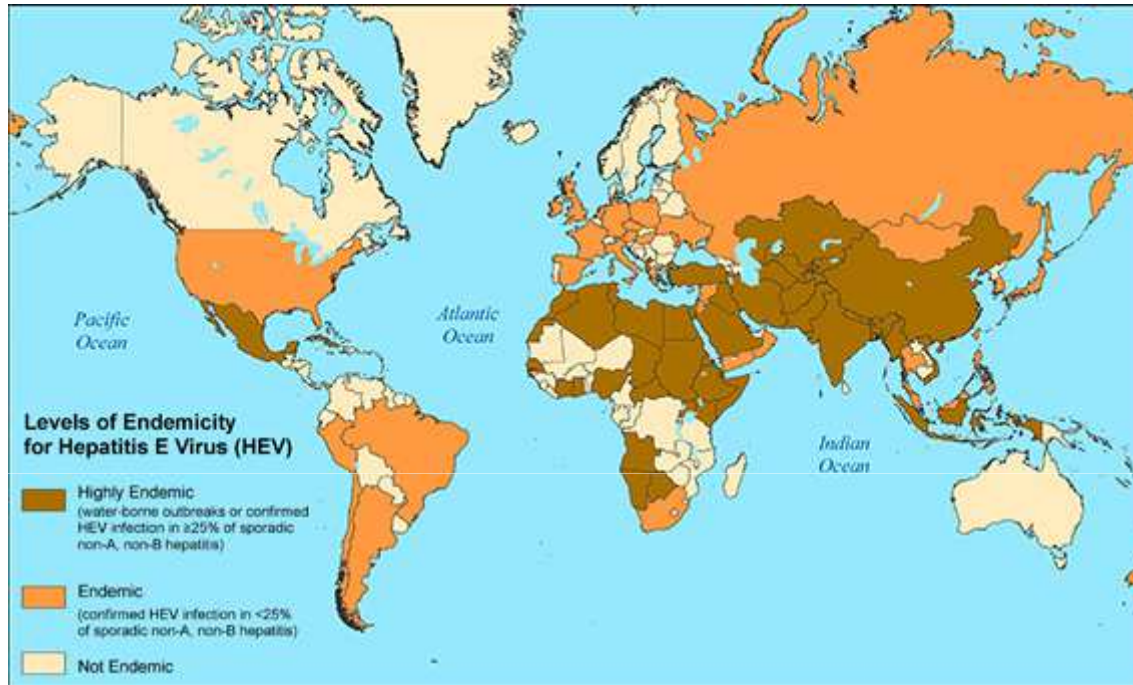 Pacific
Ocean
Atlantic
Ocean
Indian
Ocean
Levels of Endemicity
for Hepatitis E Virus (HEV)
Highly Endemic
(water-borne outbreaks or confirmed
HEV infection in ≥25% of sporadic
non-A, non-B hepatitis)
Endemic
(confirmed HEV infection in <25%
of sporadic non-A, non-B hepatitis)
Not Endemic